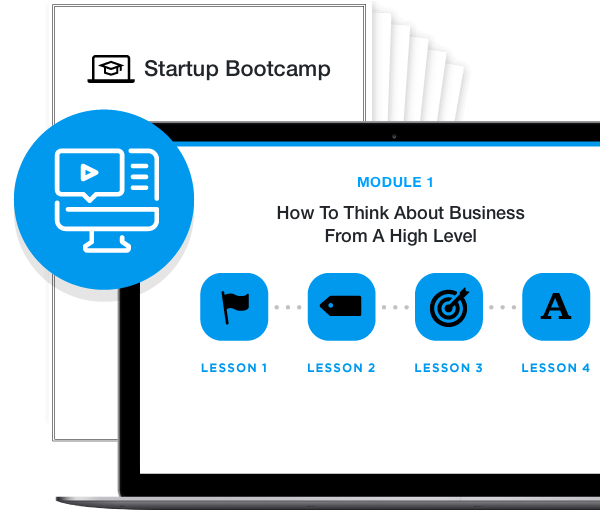 Startup Bootcamp
MODULE 1
How To Think About Business
From A High Level
A
LESSON 1
LESSON 2
LESSON 3
LESSON 4